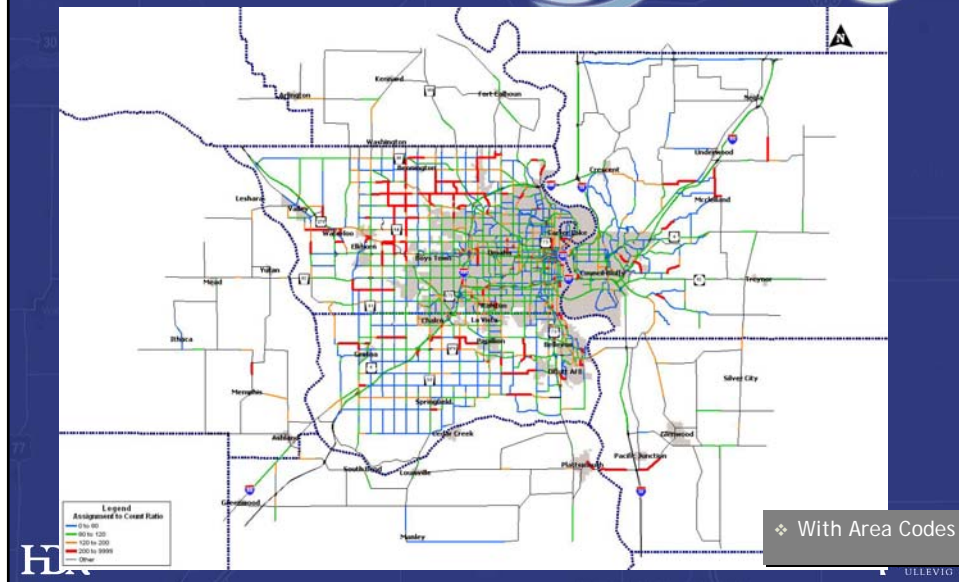 N
Kennard
Arlington
Fort Calhoun
Neola
Washington
Bennington
Underwood
Crescent
Mcclelland
Leshara
Valley
Waterloo
Elkhorn
Carter Lake
Boys Town
Omaha
Yutan
Council Bluffs
Mead
Treynor
Ralston
Chalco
La Vista
Ithaca
Papillion
Bellevue
Gretna
Offutt AFB
Silver City
Memphis
Springfield
Cedar Creek
Ashland
Glenwood
Pacific Junction
South Bend
Louisville
Plattsmouth
Greenwood
Manley
Legend
Assignment to Count Ratio
0 to 80
80 to 120
120 to 200
200 to 9999
Other
❖ With Area Codes
ULLEVIG